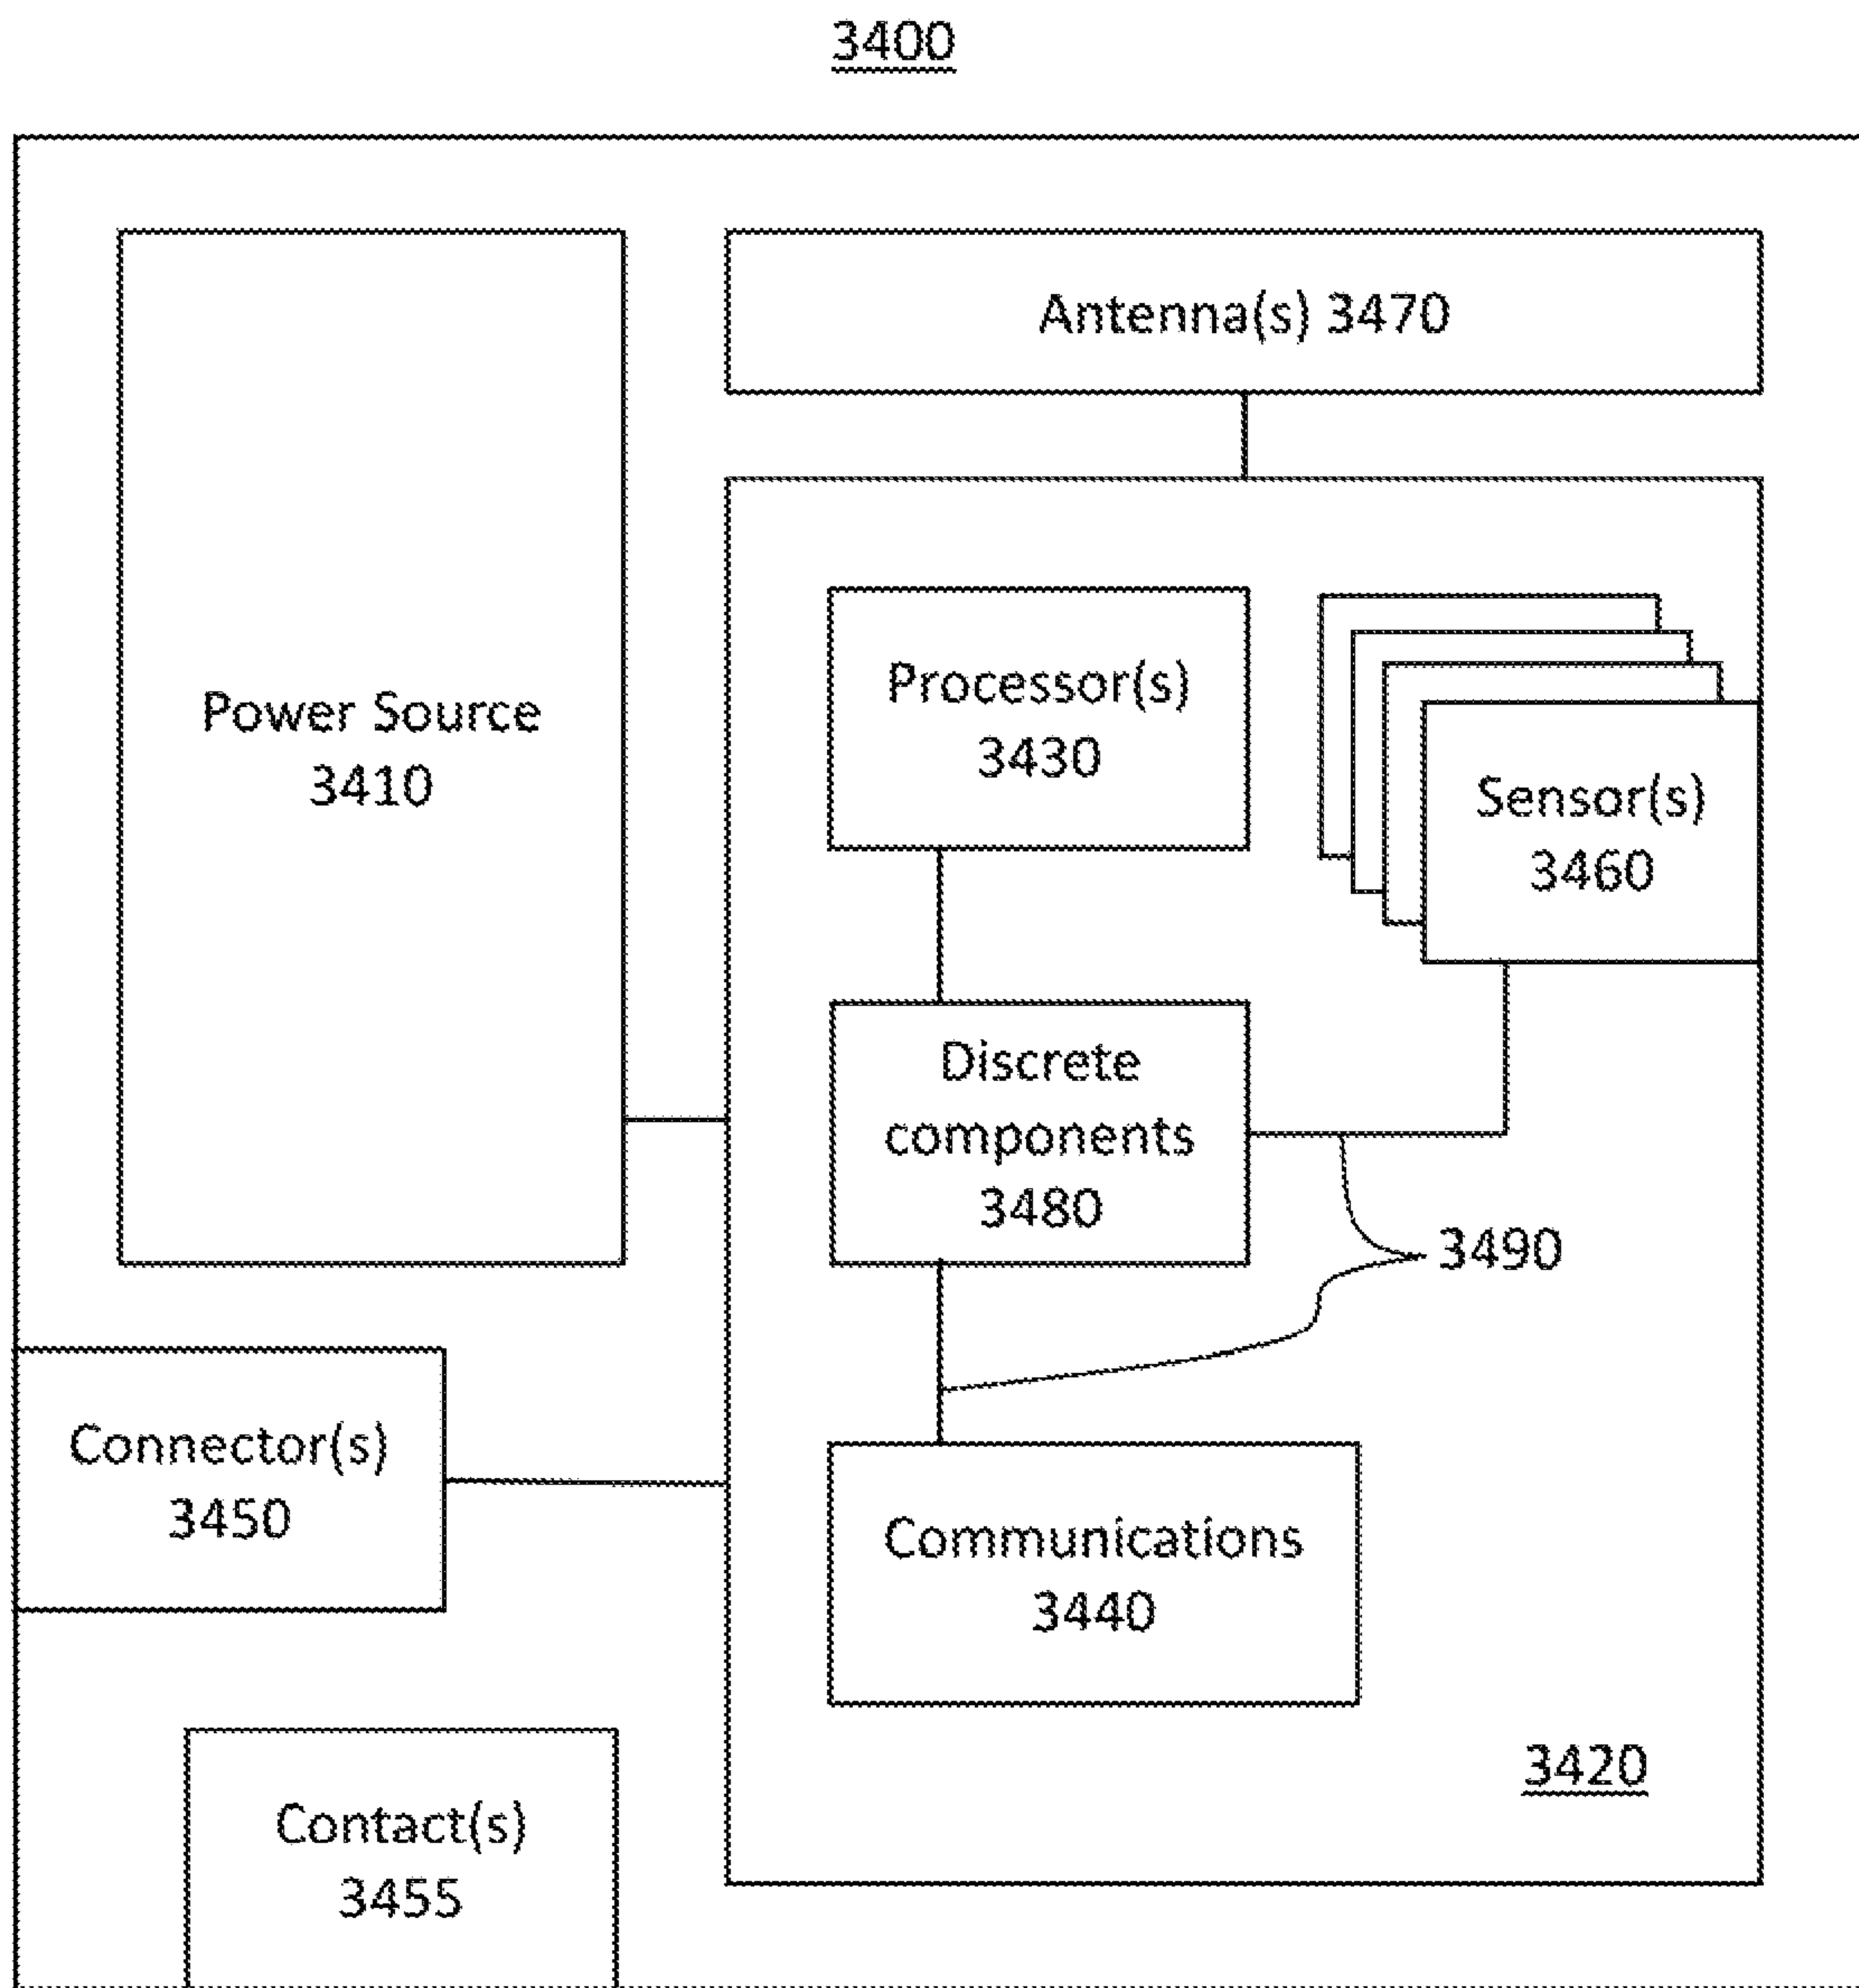 3400
Antenna(s) 3470
Power Source
3410
Processor(s)
3430
Sensor(s)
3460
Discrete
components
3480
3490
Connector(s)
3450
Communications
3440
3420
Contact(s)
3455